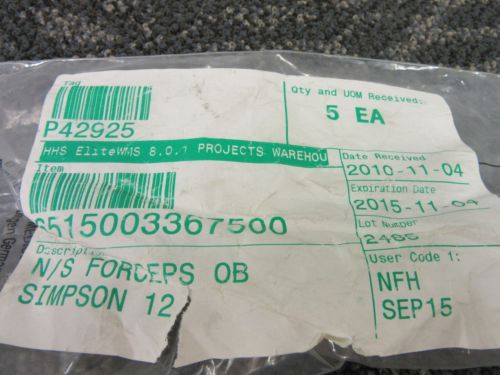 Qty and UOM Received:
5 EA
P42925
HHS EliteWMS 8.0.1 PROJECTS WAREHOU
Date Received
2010-11-04
Item
Expiration Date
2015-11-04
6515003367500
Lot Number
2465
Description
User Code 1:
N/S FORCEPS OB
SIMPSON 12
NFH
SEP15